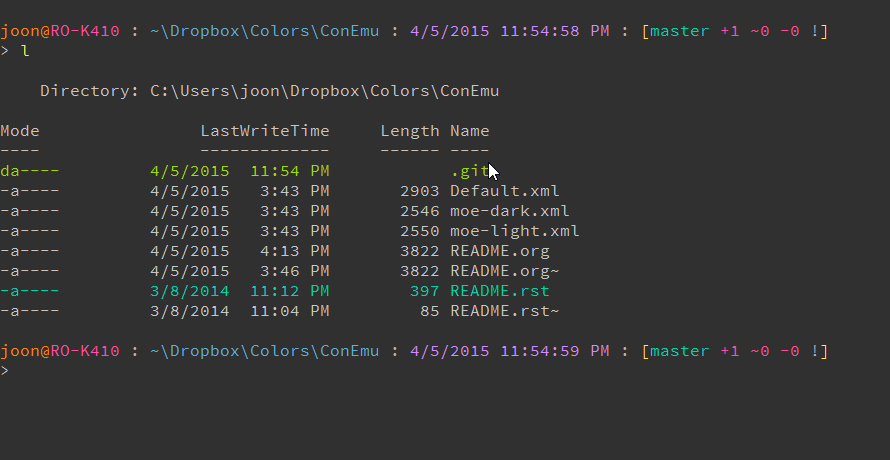 joon@RO-K410 : ~\Dropbox\Colors\ConEmu : 4/5/2015 11:54:58 PM : [master +1 ~0 -0 !]
> l
    Directory: C:\Users\joon\Dropbox\Colors\ConEmu
Mode                LastWriteTime     Length Name
----                -------------     ------ ----
da----         4/5/2015  11:54 PM            .git
-a----         4/5/2015   3:43 PM       2903 Default.xml
-a----         4/5/2015   3:43 PM       2546 moe-dark.xml
-a----         4/5/2015   3:43 PM       2550 moe-light.xml
-a----         4/5/2015   4:13 PM       3822 README.org
-a----         4/5/2015   3:46 PM       3822 README.org~
-a----         3/8/2014  11:12 PM        397 README.rst
-a----         3/8/2014  11:04 PM         85 README.rst~
joon@RO-K410 : ~\Dropbox\Colors\ConEmu : 4/5/2015 11:54:59 PM : [master +1 ~0 -0 !]
>